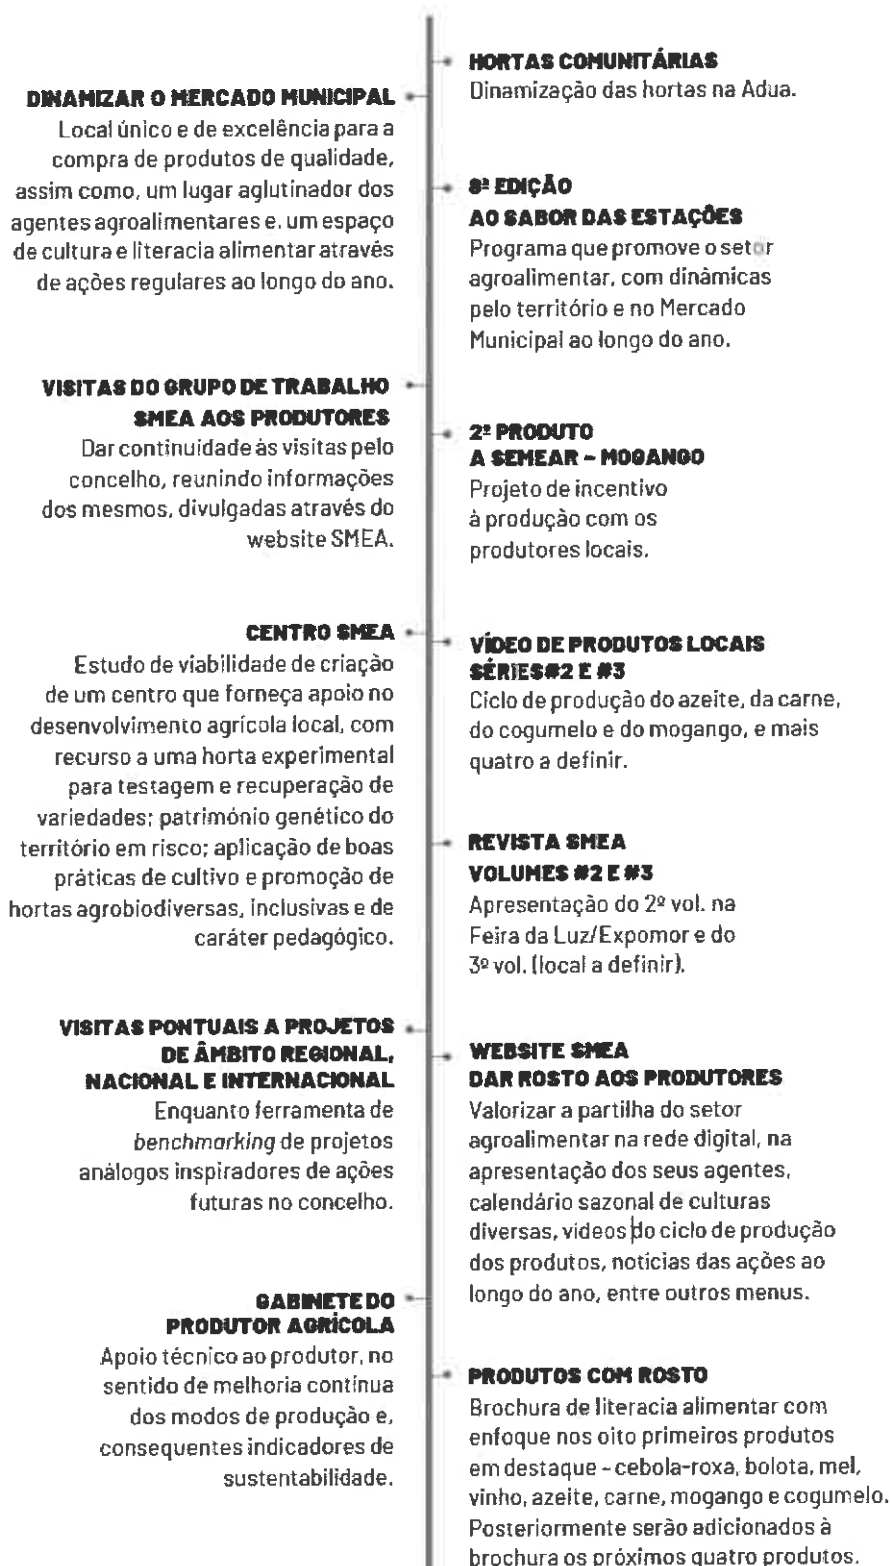 HORTAS COMUNITÁRIAS
Dinamização das hortas na Adua.
DINAMIZAR O MERCADO MUNICIPAL
Local único e de excelência para a
compra de produtos de qualidade,
assim como, um lugar aglutinador dos
agentes agroalimentares e, um espaço
de cultura e literacia alimentar através
de ações regulares ao longo do ano.
8ª EDIÇÃO
AO SABOR DAS ESTAÇÕES
Programa que promove o setor
agroalimentar, com dinâmicas
pelo território e no Mercado
Municipal ao longo do ano.
VISITAS DO GRUPO DE TRABALHO
SMEA AOS PRODUTORES
Dar continuidade às visitas pelo
concelho, reunindo informações
dos mesmos, divulgadas através do
website SMEA.
2º PRODUTO
A SEMEAR - MOGANGO
Projeto de incentivo
à produção com os
produtores locais.
CENTRO SMEA
Estudo de viabilidade de criação
de um centro que forneça apoio no
desenvolvimento agrícola local, com
recurso a uma horta experimental
para testagem e recuperação de
variedades; património genético do
território em risco; aplicação de boas
práticas de cultivo e promoção de
hortas agrobiodiversas, inclusivas e de
caráter pedagógico.
VÍDEO DE PRODUTOS LOCAIS
SÉRIES#2 E #3
Ciclo de produção do azeite, da carne,
do cogumelo e do mogango, e mais
quatro a definir.
REVISTA SMEA
VOLUMES #2 E #3
Apresentação do 2º vol. na
Feira da Luz/Expomor e do
3º vol. (local a definir).
VISITAS PONTUAIS A PROJETOS
DE ÂMBITO REGIONAL,
NACIONAL E INTERNACIONAL
Enquanto ferramenta de
benchmarking de projetos
análogos inspiradores de ações
futuras no concelho.
WEBSITE SMEA
DAR ROSTO AOS PRODUTORES
Valorizar a partilha do setor
agroalimentar na rede digital, na
apresentação dos seus agentes,
calendário sazonal de culturas
diversas, vídeos do ciclo de produção
dos produtos, notícias das ações ao
longo do ano, entre outros menus.
GABINETE DO
PRODUTOR AGRÍCOLA
Apoio técnico ao produtor, no
sentido de melhoria contínua
dos modos de produção e,
consequentes indicadores de
sustentabilidade.
PRODUTOS COM ROSTO
Brochura de literacia alimentar com
enfoque nos oito primeiros produtos
em destaque - cebola-roxa, bolota, mel,
vinho, azeite, carne, mogango e cogumelo.
Posteriormente serão adicionados à
brochura os próximos quatro produtos.